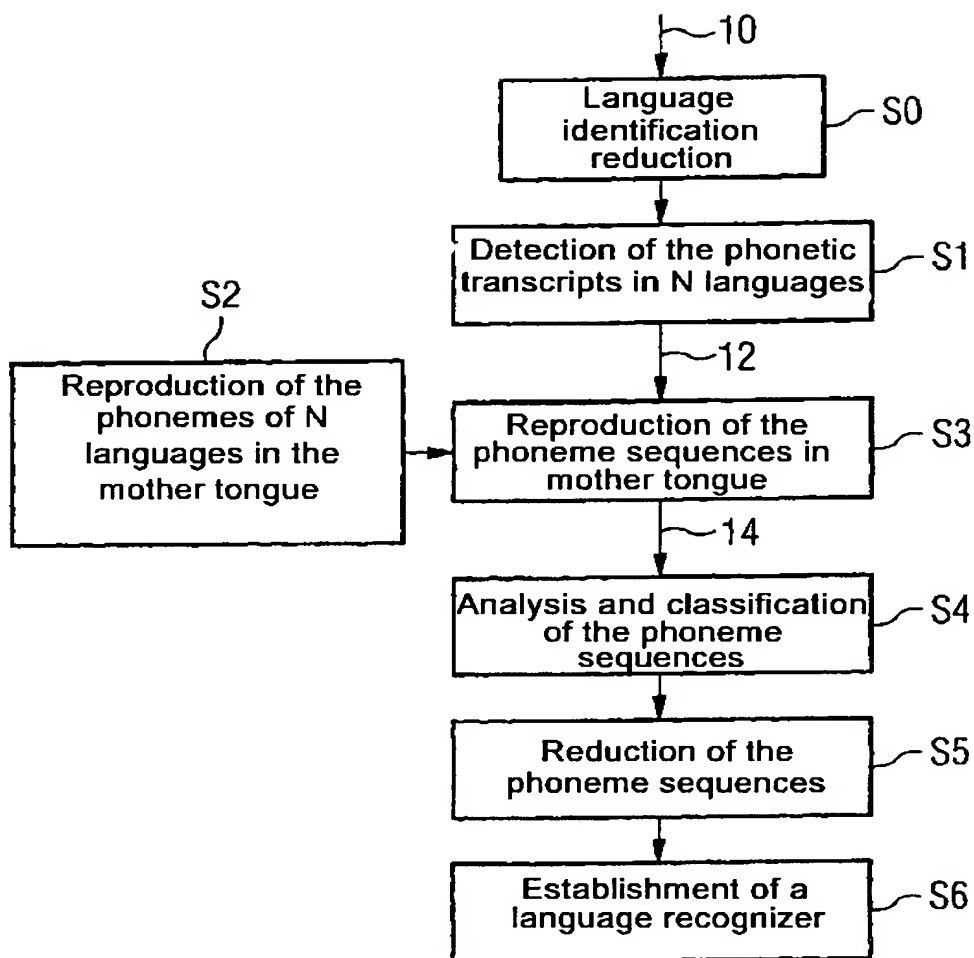 10
Language
identification
reduction
S0
Detection of the phonetic
transcripts in N languages
S1
12
S2
Reproduction of the
phonemes of N
languages in the
mother tongue
Reproduction of the
phoneme sequences in
mother tongue
S3
14
Analysis and classification
of the phoneme
sequences
S4
Reduction of the
phoneme sequences
S5
Establishment of a
language recognizer
S6